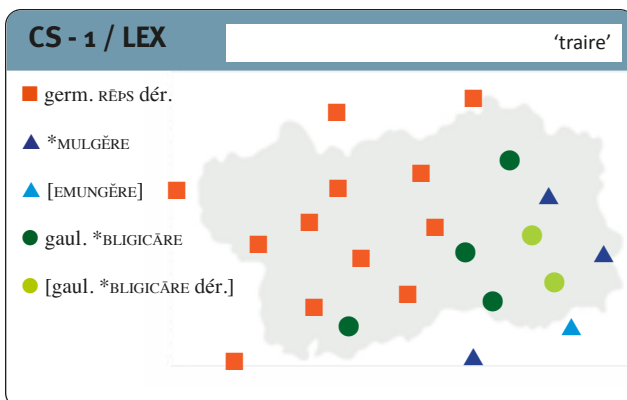 CS - 1 / LEX
‘traire’
germ. RĒÞS dér.
*MULGĔRE
[EMUNGĔRE]
gaul. *BLIGICĀRE
[gaul. *BLIGICĀRE dér.]